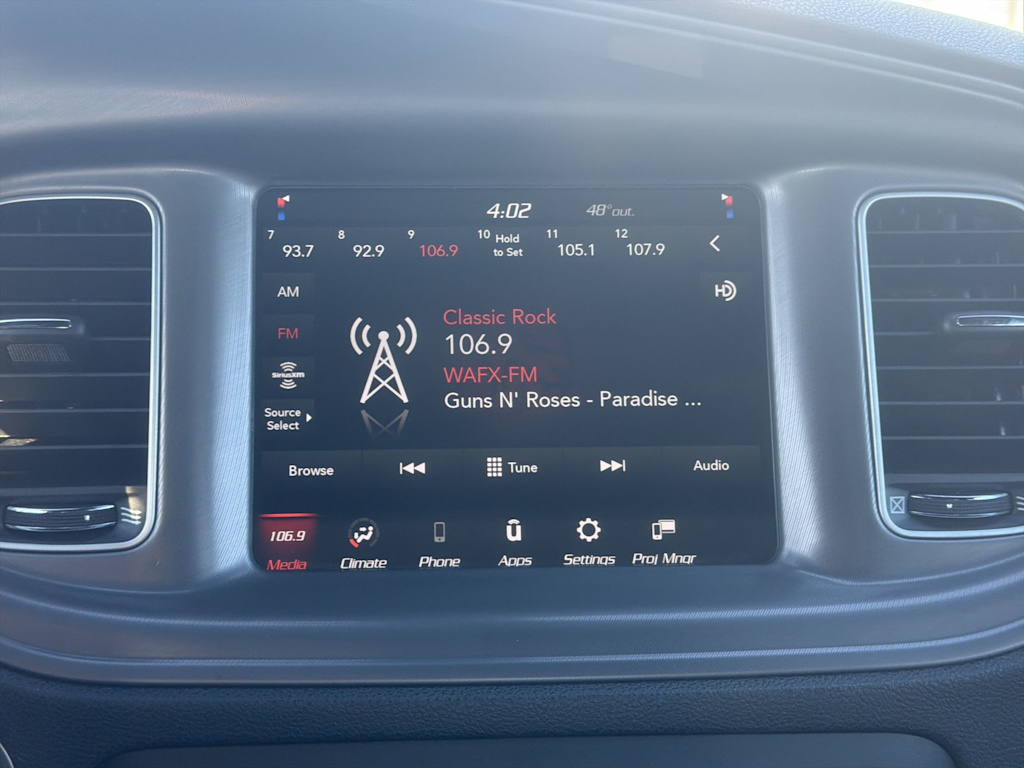 4:02 48° out.
7 93.7 8 92.9 9 106.9 10 Hold to Set 11 105.1 12 107.9
AM
HD
FM
SiriusXM
Source
Select
Classic Rock
106.9
WAFX-FM
Guns N' Roses - Paradise ...
Browse Tune Audio
106.9
Media Climate Phone Apps Settings Proj Mngr